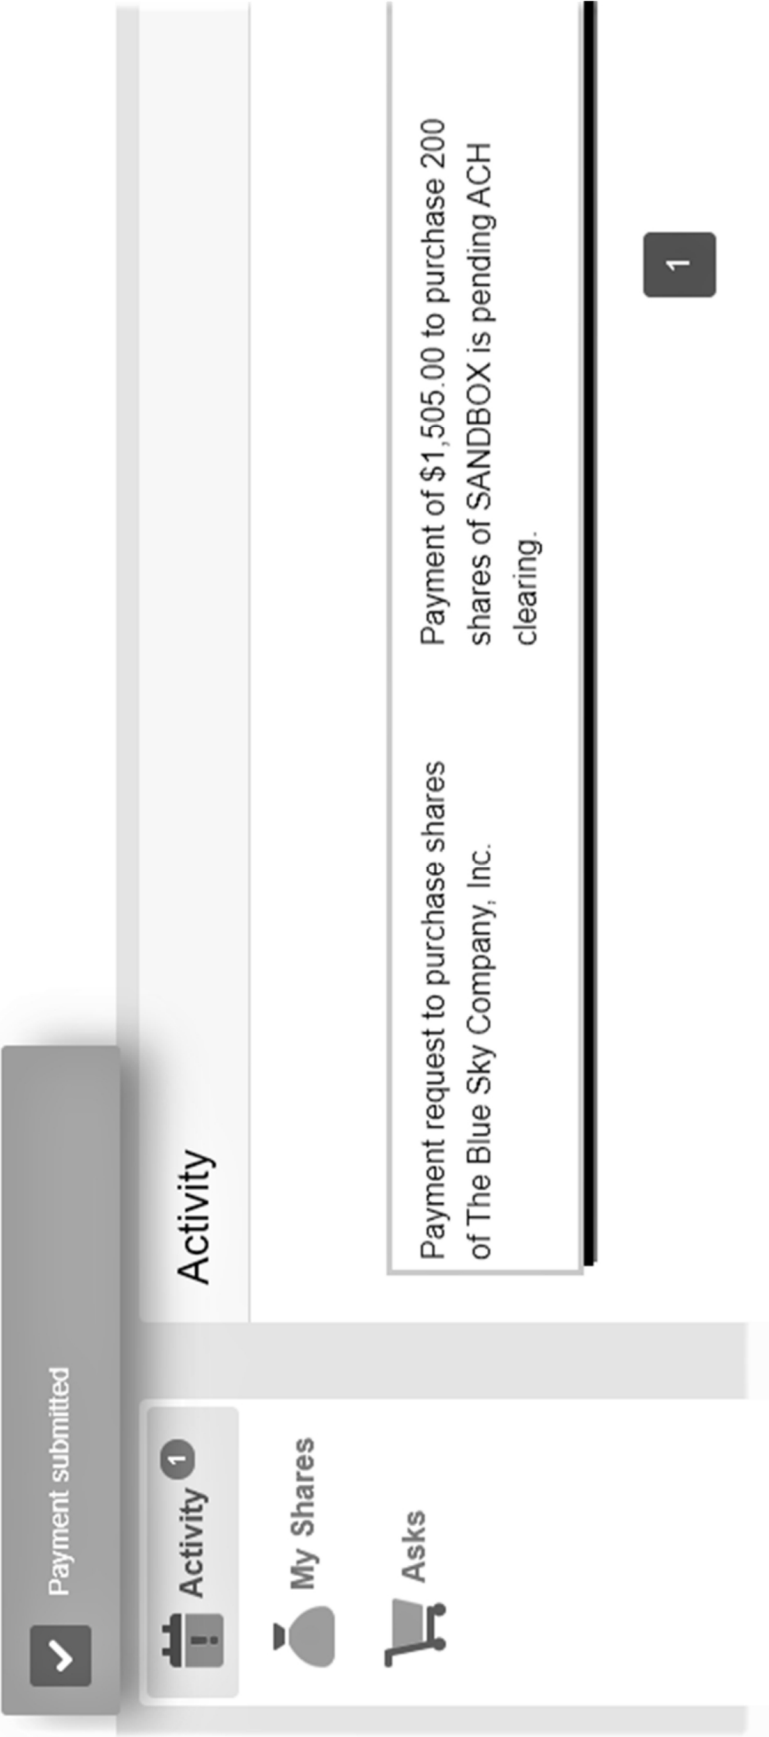 Payment submitted
Activity 1
My Shares
Asks
Activity
Payment request to purchase shares
of The Blue Sky Company, Inc.
Payment of $1,505.00 to purchase 200
shares of SANDBOX is pending ACH
clearing.
1